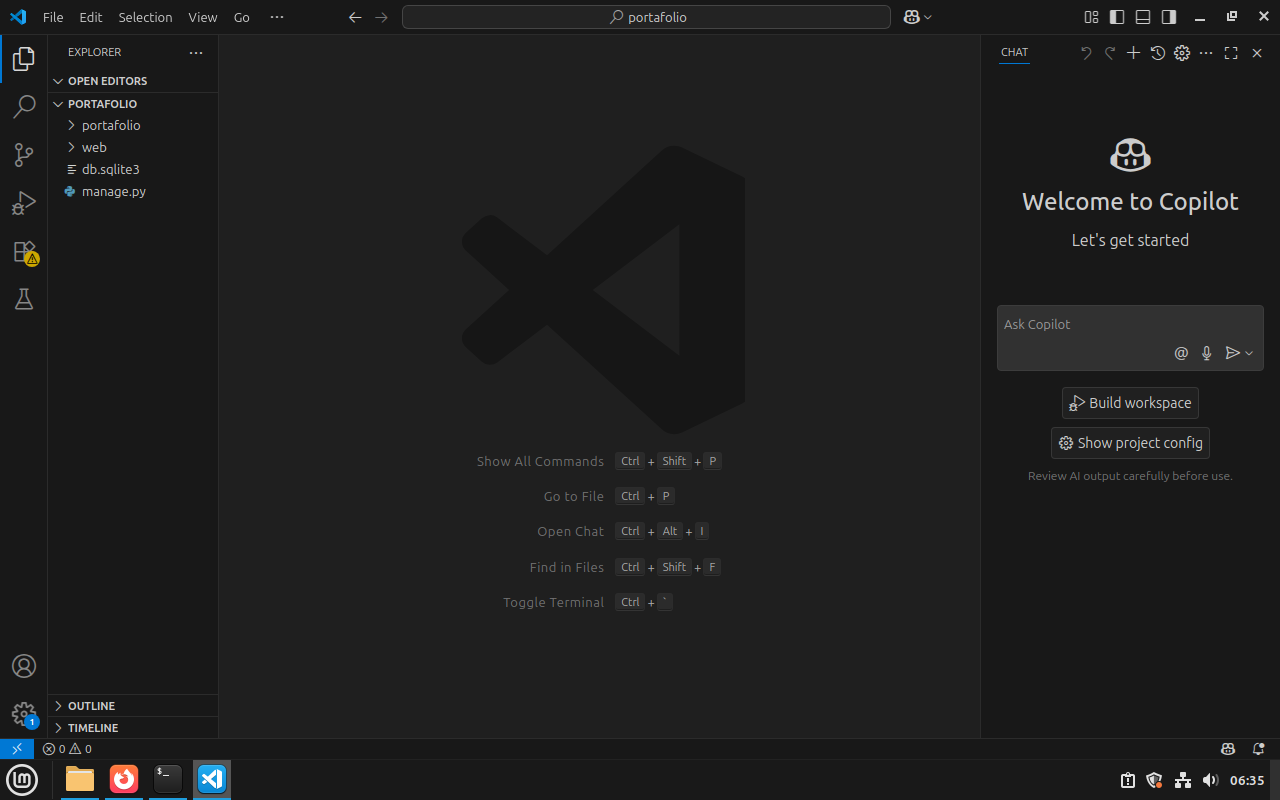 File Edit Selection View Go
portafolio
EXPLORER
OPEN EDITORS
PORTAFOLIO
portafolio
web
db.sqlite3
manage.py
OUTLINE
TIMELINE
Show All Commands Ctrl + Shift + P
Go to File Ctrl + P
Open Chat Ctrl + Alt + I
Find in Files Ctrl + Shift + F
Toggle Terminal Ctrl + `
CHAT
Welcome to Copilot
Let's get started
Ask Copilot
@
Build workspace
Show project config
Review AI output carefully before use.
1
0 0
$_
lm
06:35